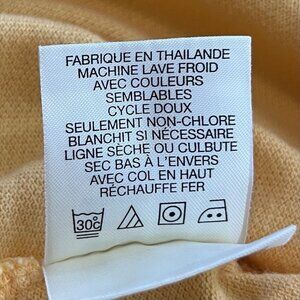 FABRIQUE EN THAILANDE
MACHINE LAVE FROID
AVEC COULEURS
SEMBLABLES
CYCLE DOUX
SEULEMENT NON-CHLORE
BLANCHIT SI NÉCESSAIRE
LIGNE SÈCHE OU CULBUTE
SEC BAS À L'ENVERS
AVEC COL EN HAUT
RÉCHAUFFE FER
30c